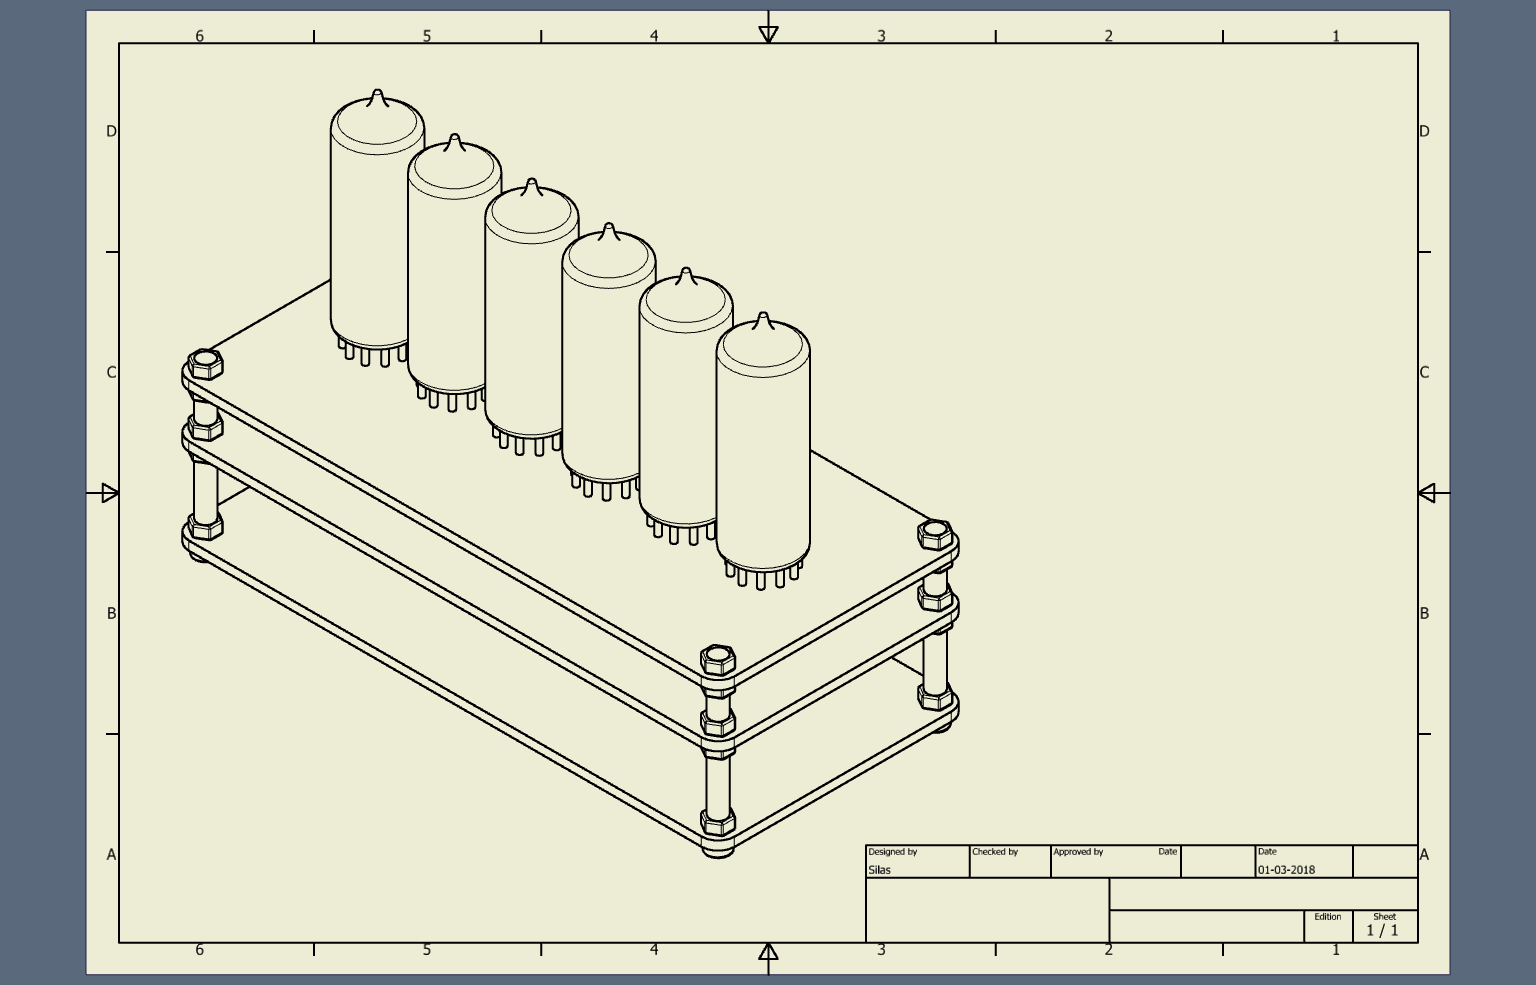 6 5 4 3 2 1
D D
C C
B B
A A
Designed by Checked by Approved by Date Date
Silas 01-03-2018
Edition Sheet
1 / 1
6 5 4 3 2 1